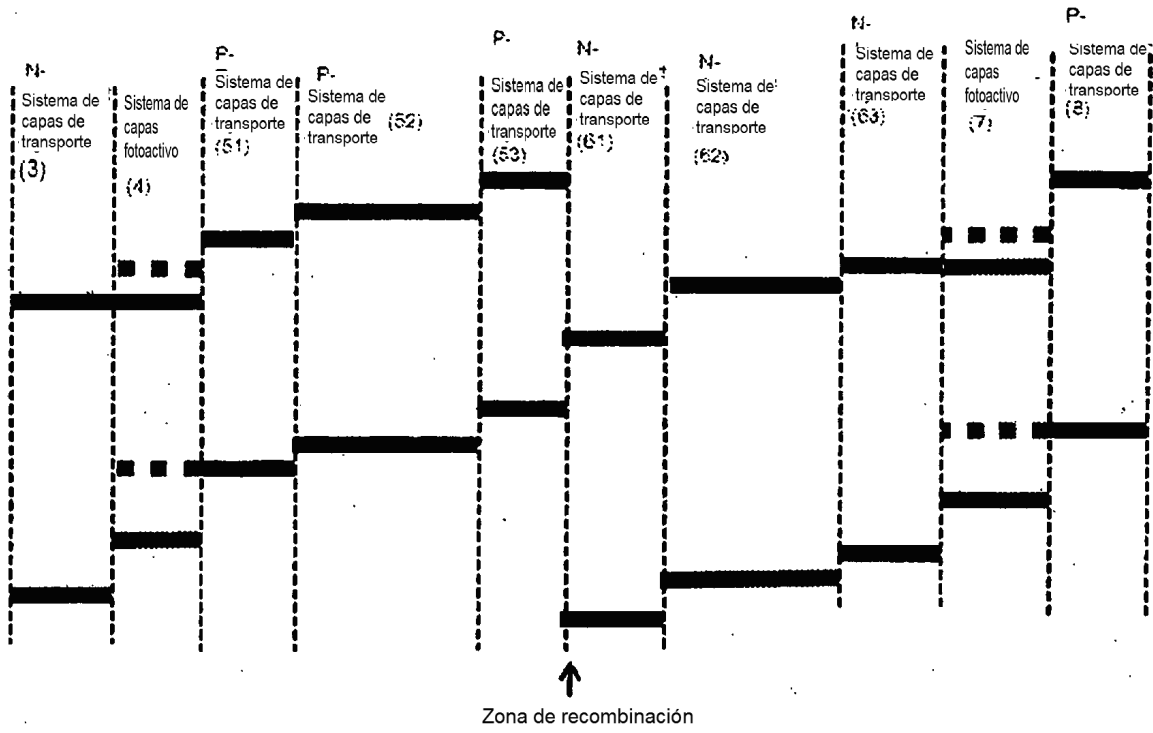 N-
Sistema de
capas de
transporte
(3)
Sistema de
capas
fotoactivo
(4)
P-
Sistema de
capas de
transporte
(51)
P-
Sistema de
capas de
transporte
(52)
P-
Sistema de
capas de
transporte
(53)
N-
Sistema de
capas de
transporte
(61)
N-
Sistema de
capas de
transporte
(62)
N-
Sistema de
capas de
transporte
(63)
Sistema de
capas
fotoactivo
(7)
P-
Sistema de
capas de
transporte
(8)
Zona de recombinación